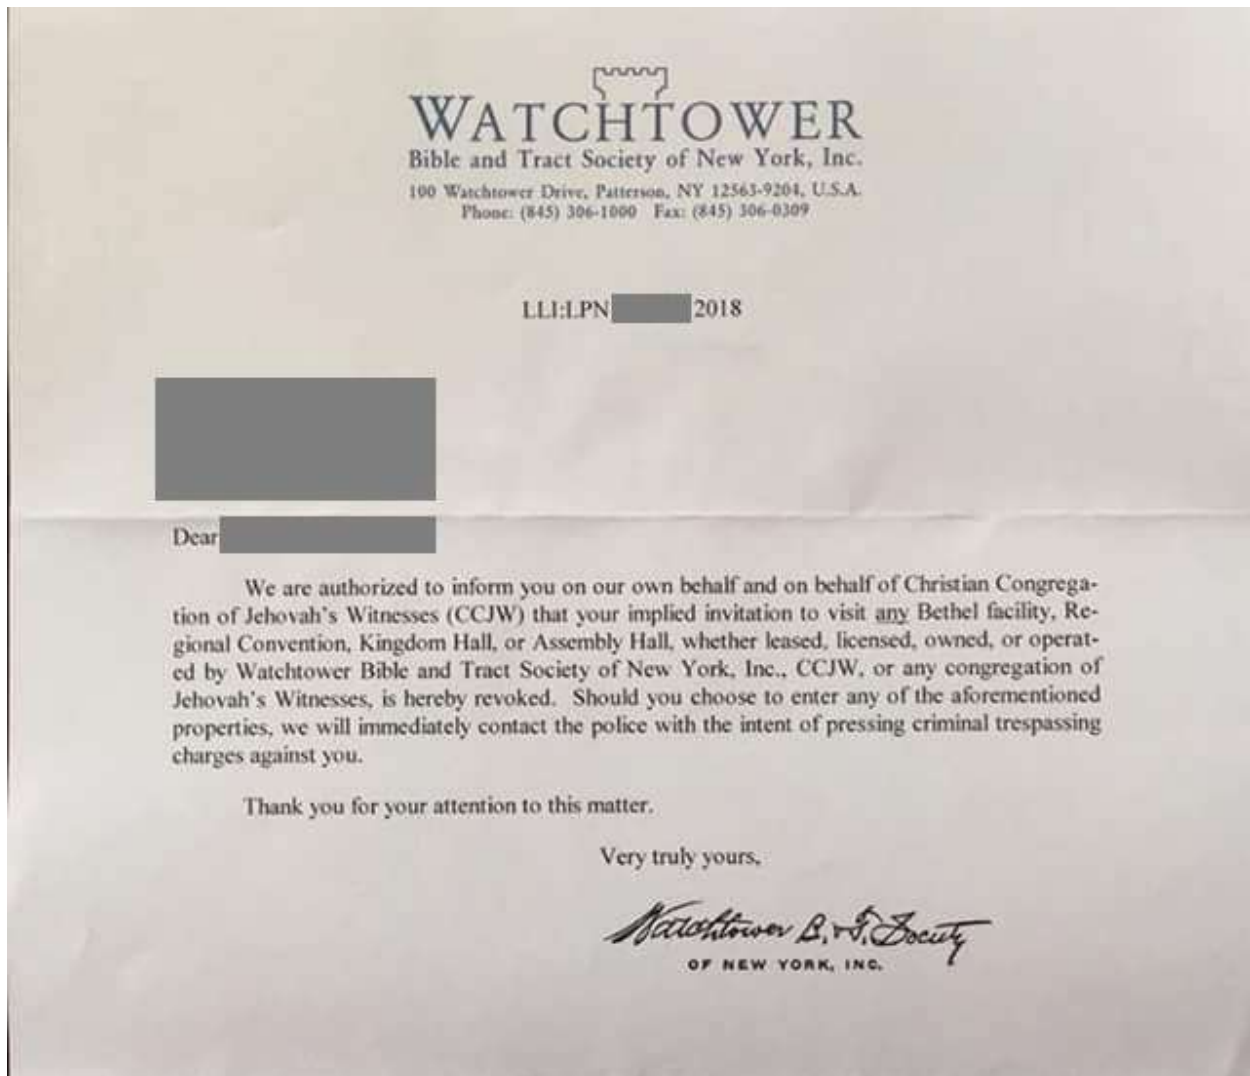 WATCHTOWER
Bible and Tract Society of New York, Inc.
100 Watchtower Drive, Patterson, NY 12563-9204, U.S.A.
Phone: (845) 306-1000 Fax: (845) 306-0309
LLI:LPN 2018
Dear
We are authorized to inform you on our own behalf and on behalf of Christian Congrega-
tion of Jehovah's Witnesses (CCJW) that your implied invitation to visit any Bethel facility, Re-
gional Convention, Kingdom Hall, or Assembly Hall, whether leased, licensed, owned, or operat-
ed by Watchtower Bible and Tract Society of New York, Inc., CCJW, or any congregation of
Jehovah's Witnesses, is hereby revoked. Should you choose to enter any of the aforementioned
properties, we will immediately contact the police with the intent of pressing criminal trespassing
charges against you.
Thank you for your attention to this matter.
Very truly yours,
Watchtower B. & T. Society
OF NEW YORK, INC.